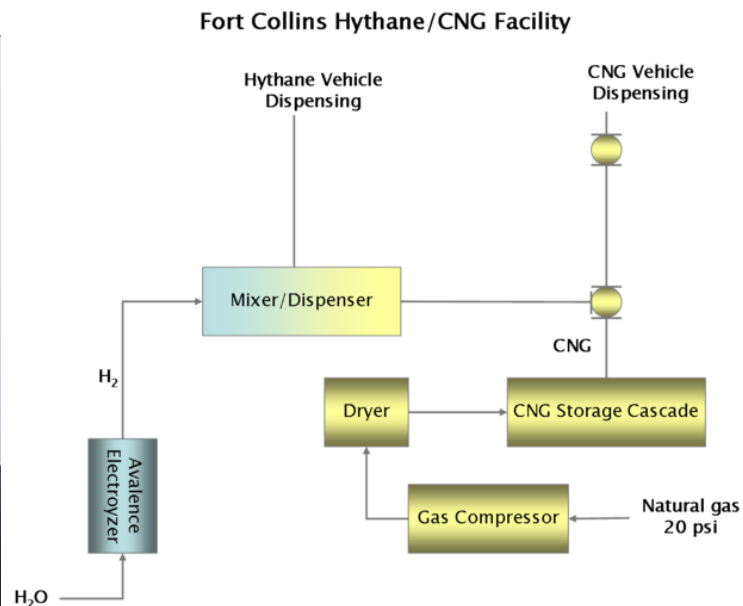 Fort Collins Hythane/CNG Facility
Hythane Vehicle
Dispensing
CNG Vehicle
Dispensing
Mixer/Dispenser
CNG
H₂
Dryer
CNG Storage Cascade
Avalence
Electroyzer
Gas Compressor
Natural gas
20 psi
H₂O